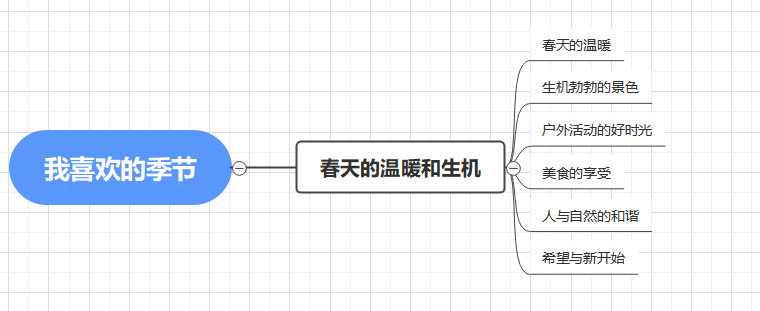 我喜欢的季节
春天的温暖和生机
春天的温暖
生机勃勃的景色
户外活动的好时光
美食的享受
人与自然的和谐
希望与新开始